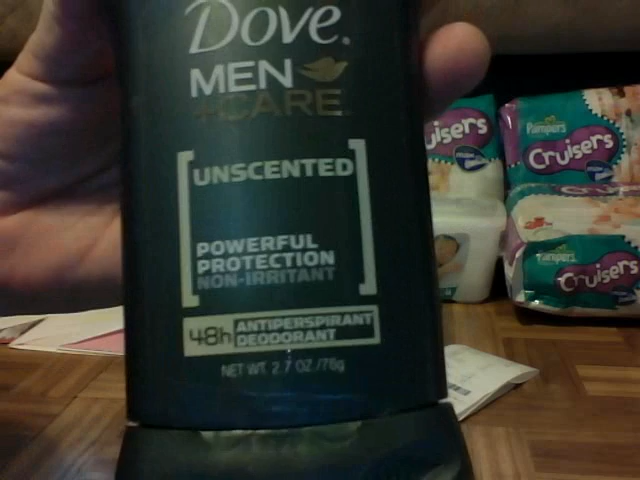 Dove.
MEN
+CARE
UNSCENTED
POWERFUL
PROTECTION
NON-IRRITANT
48h ANTIPERSPIRANT
DEODORANT
NET WT. 2.7 OZ /76g
uisers
Pampers
Cruisers
Pampers
Cruisers